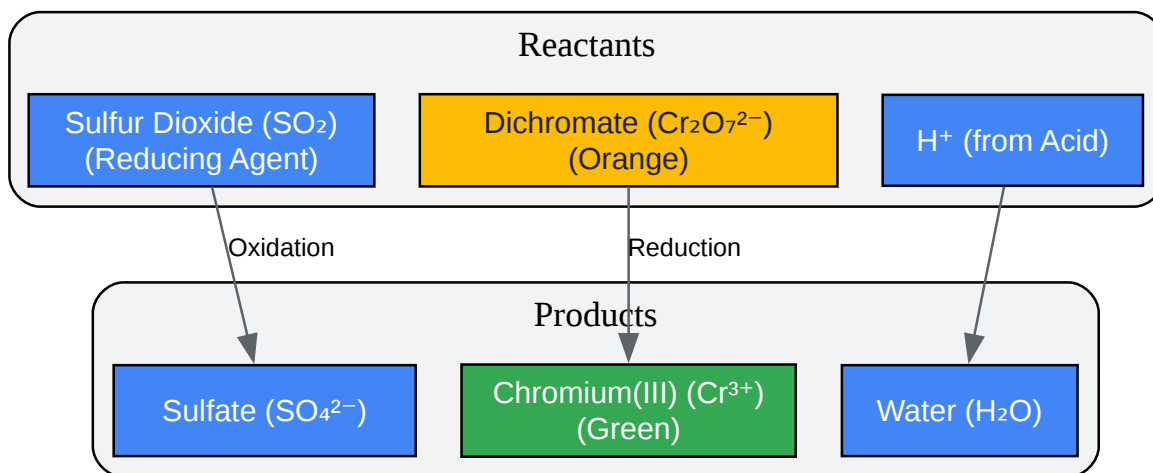 Reactants
Sulfur Dioxide (SO₂)
(Reducing Agent)
Dichromate (Cr₂O₇²⁻)
(Orange)
H⁺ (from Acid)
Oxidation
Reduction
Products
Sulfate (SO₄²⁻)
Chromium(III) (Cr³⁺)
(Green)
Water (H₂O)